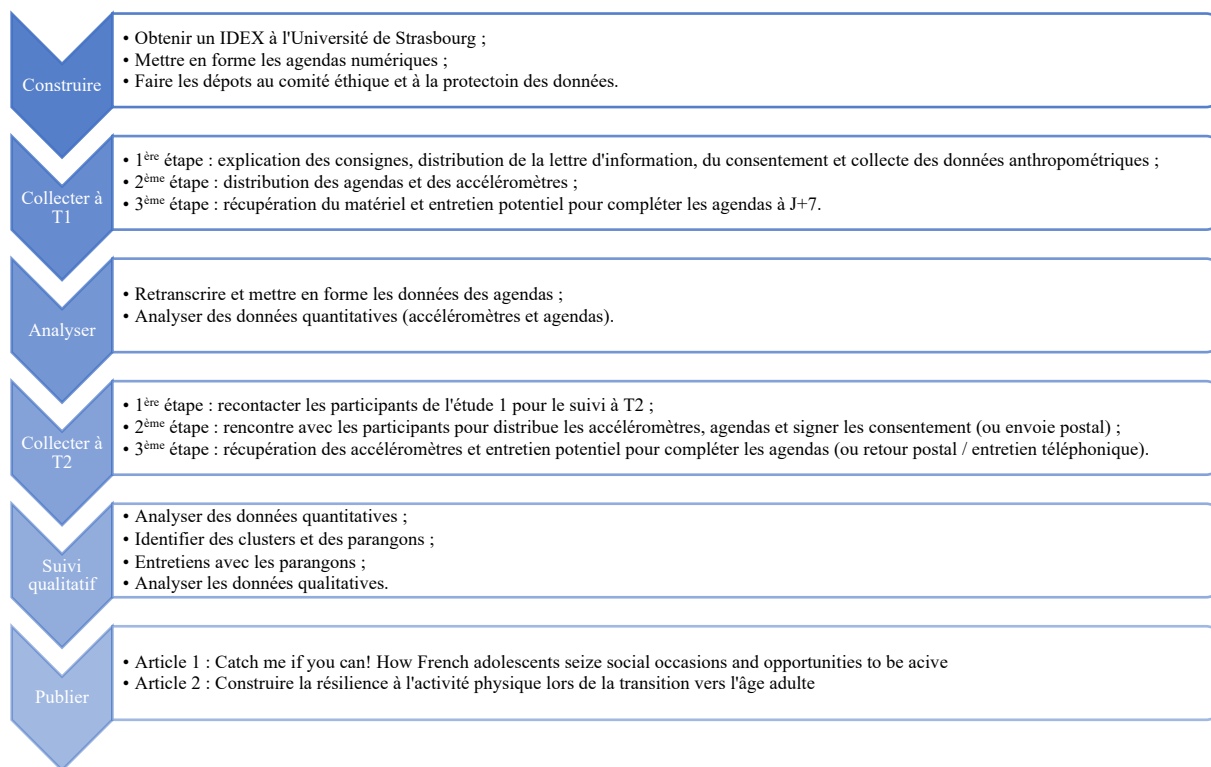 Construire
• Obtenir un IDEX à l'Université de Strasbourg ;
• Mettre en forme les agendas numériques ;
• Faire les dépots au comité éthique et à la protectoin des données.
Collecter à
T1
• 1ère étape : explication des consignes, distribution de la lettre d'information, du consentement et collecte des données anthropométriques ;
• 2ème étape : distribution des agendas et des accéléromètres ;
• 3ème étape : récupération du matériel et entretien potentiel pour compléter les agendas à J+7.
Analyser
• Retranscrire et mettre en forme les données des agendas ;
• Analyser des données quantitatives (accéléromètres et agendas).
Collecter à
T2
• 1ère étape : recontacter les participants de l'étude 1 pour le suivi à T2 ;
• 2ème étape : rencontre avec les participants pour distribue les accéléromètres, agendas et signer les consentement (ou envoie postal) ;
• 3ème étape : récupération des accéléromètres et entretien potentiel pour compléter les agendas (ou retour postal / entretien téléphonique).
Suivi
qualitatif
• Analyser des données quantitatives ;
• Identifier des clusters et des parangons ;
• Entretiens avec les parangons ;
• Analyser les données qualitatives.
Publier
• Article 1 : Catch me if you can! How French adolescents seize social occasions and opportunities to be acive
• Article 2 : Construire la résilience à l'activité physique lors de la transition vers l'âge adulte